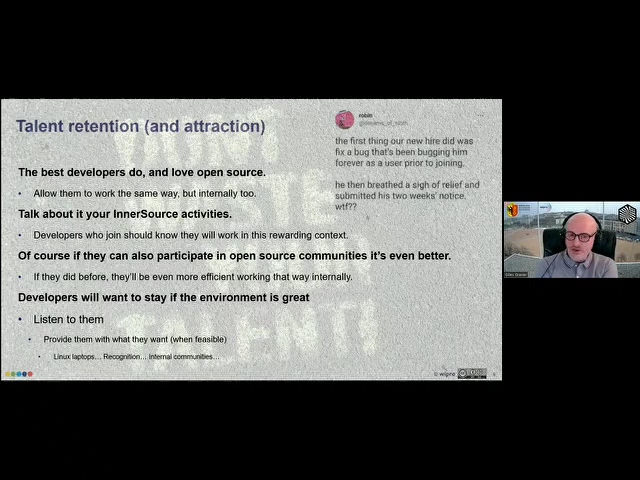 Talent retention (and attraction)
The best developers do, and love open source.
• Allow them to work the same way, but internally too.
Talk about it your InnerSource activities.
• Developers who join should know they will work in this rewarding context.
Of course if they can also participate in open source communities it's even better.
• If they did before, they'll be even more efficient working that way internally.
Developers will want to stay if the environment is great
• Listen to them
• Provide them with what they want (when feasible)
• Linux laptops… Recognition… Internal communities…
robin
the first thing our new hire did was
fix a bug that's been bugging him
forever as a user prior to joining.
he then breathed a sigh of relief and
submitted his two weeks' notice.
wtf??
TALENT!